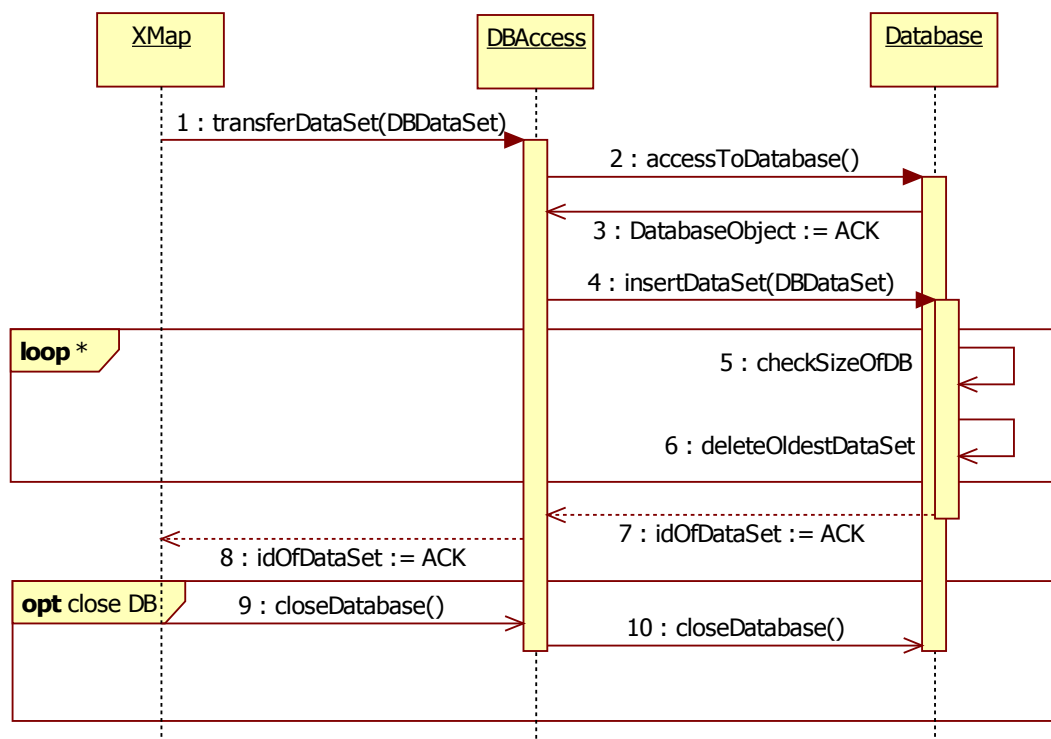 XMap
DBAccess
Database
1 : transferDataSet(DBDataSet)
2 : accessToDatabase()
3 : DatabaseObject := ACK
4 : insertDataSet(DBDataSet)
loop *
5 : checkSizeOfDB
6 : deleteOldestDataSet
7 : idOfDataSet := ACK
8 : idOfDataSet := ACK
opt close DB
9 : closeDatabase()
10 : closeDatabase()